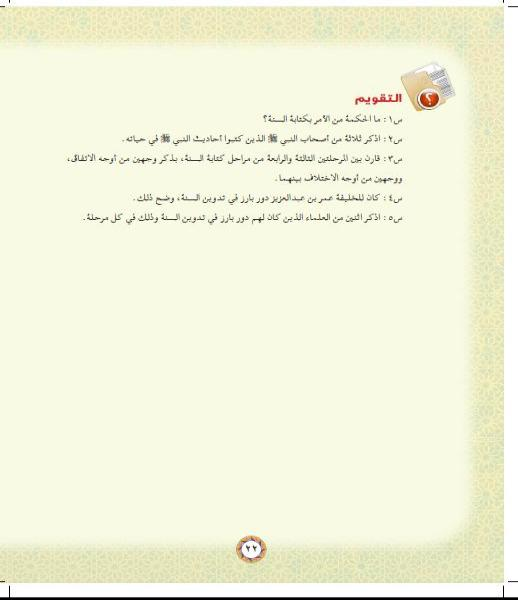 التقويم
؟
س١: ما الحكمة من الأمر بكتابة السنة؟
س٢: اذكر ثلاثة من أصحاب النبي ﷺ الذين كتبوا أحاديث النبي ﷺ في حياته.
س٣: قارن بين المرحلتين الثالثة والرابعة من مراحل كتابة السنة، بذكر وجهين من أوجه الاتفاق،
ووجهين من أوجه الاختلاف بينهما.
س٤: كان للخليفة عمر بن عبدالعزيز دور بارز في تدوين السنة، وضح ذلك.
س٥: اذكر اثنين من العلماء الذين كان لهم دور بارز في تدوين السنة وذلك في كل مرحلة.
٢٢